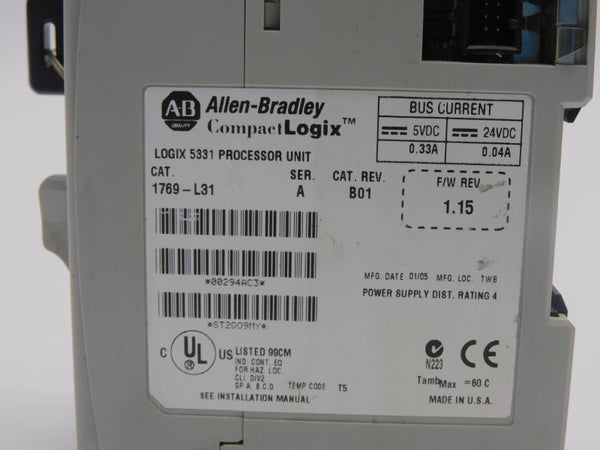 AB
Allen-Bradley
CompactLogix™
LOGIX 5331 PROCESSOR UNIT
CAT. SER. CAT. REV.
1769-L31 A B01
BUS CURRENT
5VDC 24VDC
0.33A 0.04A
F/W REV
1.15
*00294AC3*
*ST2009MY*
MFG. DATE 01/05 MFG. LOC. TWB
POWER SUPPLY DIST. RATING 4
C UL US LISTED 99CM
®
IND. CONT. EQ.
FOR HAZ. LOC.
CL I, DIV2
GP A, B, C, D TEMP CODE T5
SEE INSTALLATION MANUAL
N223
CE
TambMax =60 C
MADE IN U.S.A.